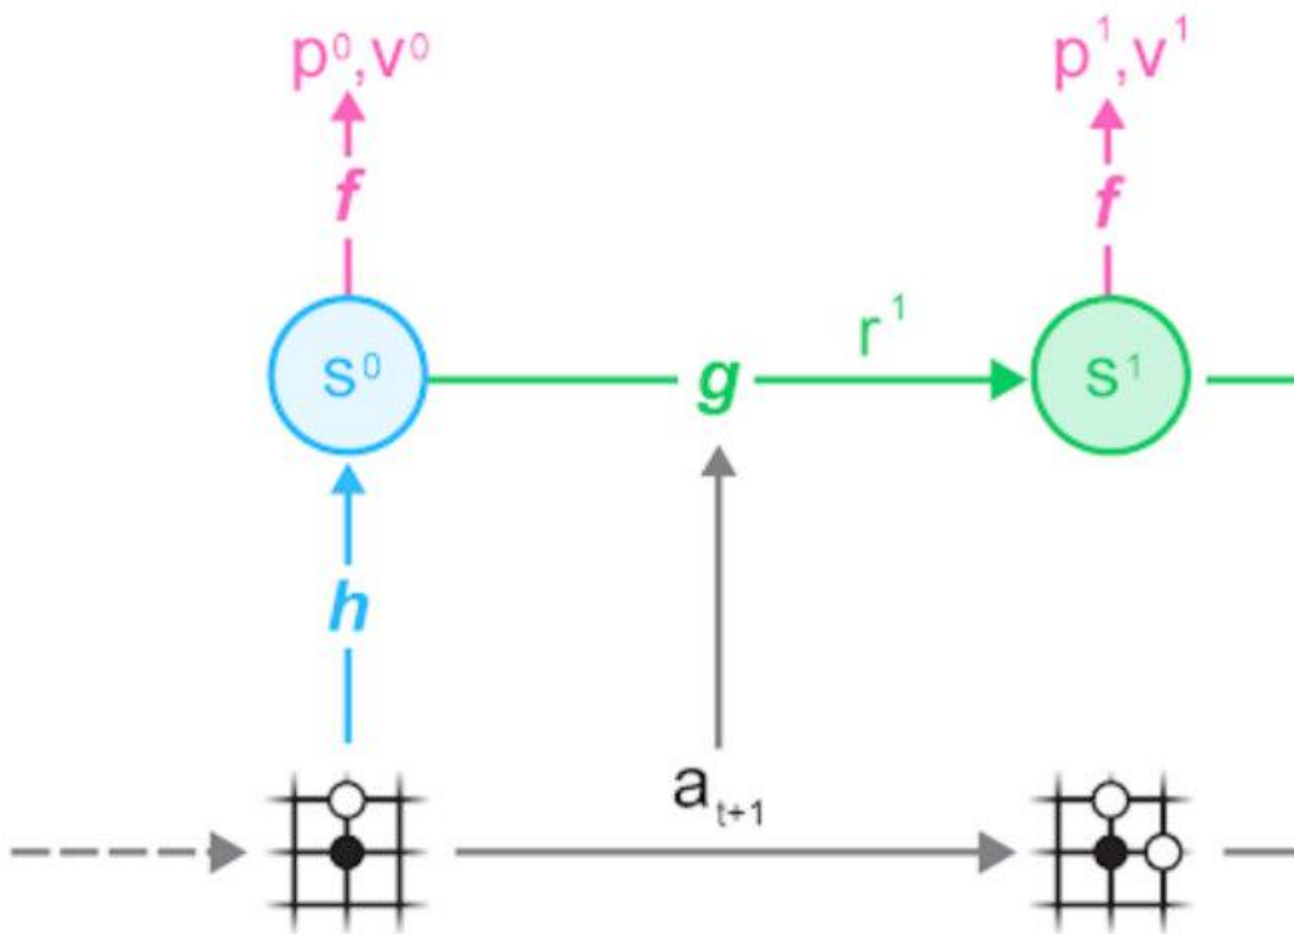 p⁰,v⁰ p¹,v¹
f f
r¹
s⁰ g s¹
h
aₜ₊₁